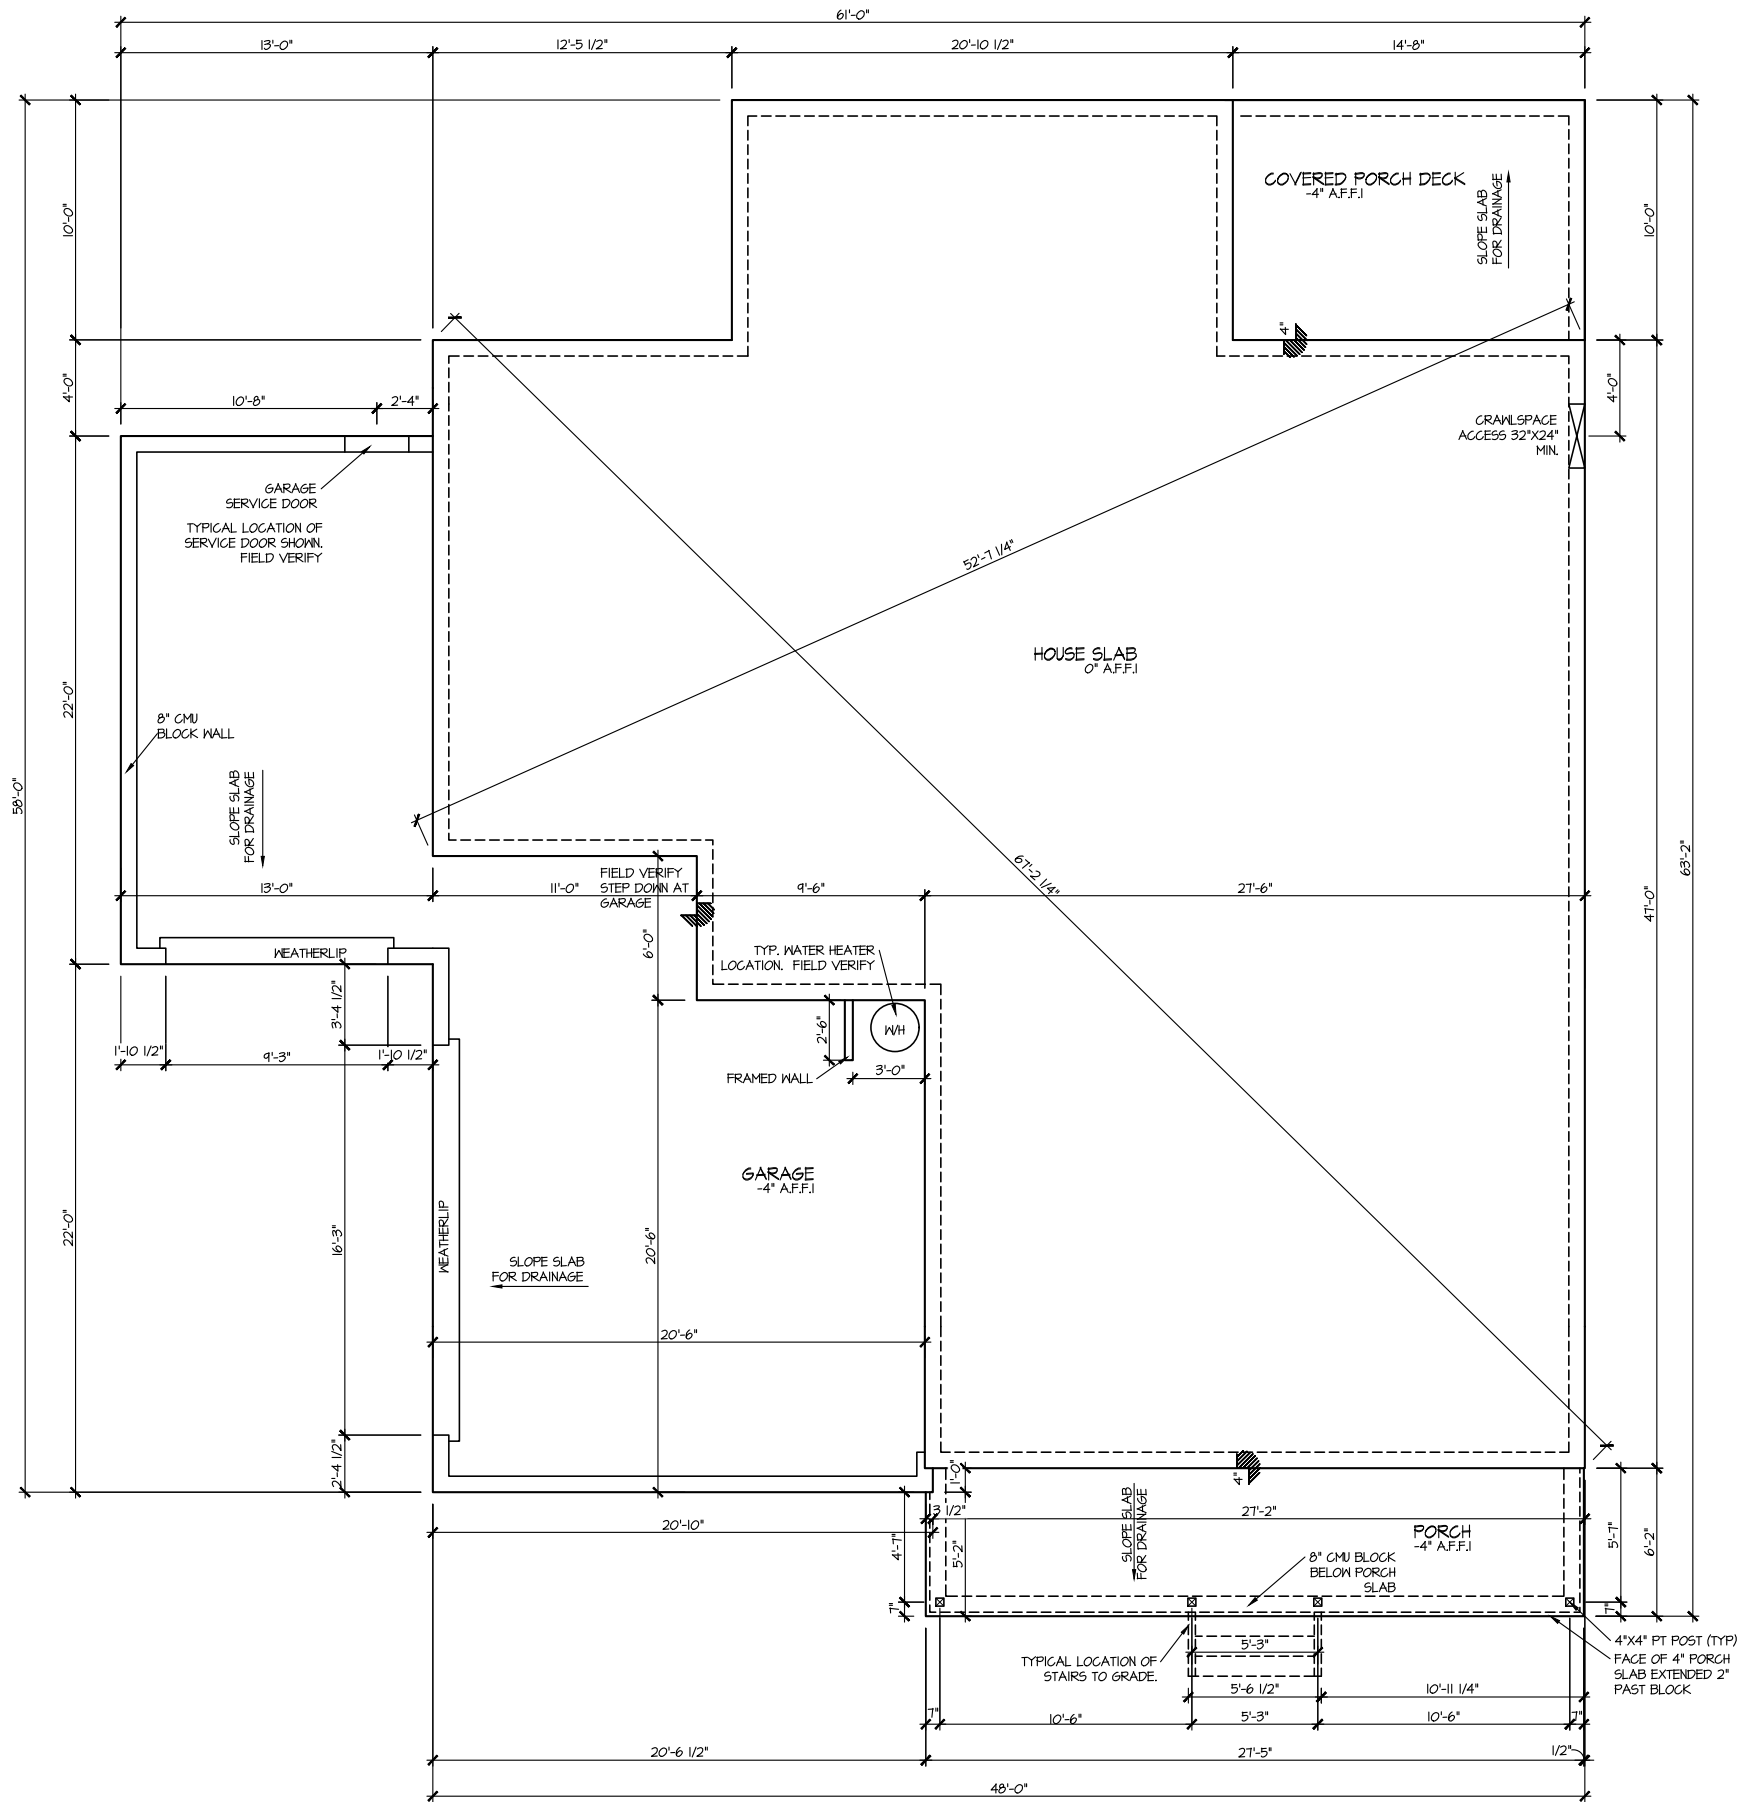 61'-0"
13'-0"
12'-5 1/2"
20'-10 1/2"
14'-8"
COVERED PORCH DECK
-4" A.F.F.I
SLOPE SLAB
FOR DRAINAGE
10'-0"
10'-0"
4"
4'-0"
4'-0"
10'-8"
2'-4"
CRAWLSPACE
ACCESS 32"X24"
MIN.
GARAGE
SERVICE DOOR
TYPICAL LOCATION OF
SERVICE DOOR SHOWN.
FIELD VERIFY
52'-7 1/4"
HOUSE SLAB
0" A.F.F.I
22'-0"
8" CMU
BLOCK WALL
58'-0"
SLOPE SLAB
FOR DRAINAGE
67'-2 1/4"
63'-2"
47'-0"
FIELD VERIFY
STEP DOWN AT
GARAGE
13'-0"
11'-0"
9'-6"
27'-6"
6'-0"
WEATHERLIP
TYP. WATER HEATER
LOCATION. FIELD VERIFY
3'-4 1/2"
2'-6"
W/H
1'-10 1/2"
9'-3"
1'-10 1/2"
FRAMED WALL
3'-0"
GARAGE
-4" A.F.F.I
22'-0"
16'-3"
WEATHERLIP
20'-6"
SLOPE SLAB
FOR DRAINAGE
20'-6"
2'-4 1/2"
1'-0"
4"
3 1/2"
27'-2"
SLOPE SLAB
FOR DRAINAGE
20'-10"
PORCH
-4" A.F.F.I
4'-7"
5'-2"
5'-7"
6'-2"
8" CMU BLOCK
BELOW PORCH
SLAB
7"
7"
4"X4" PT POST (TYP)
FACE OF 4" PORCH
SLAB EXTENDED 2"
PAST BLOCK
TYPICAL LOCATION OF
STAIRS TO GRADE.
5'-3"
5'-6 1/2"
10'-11 1/4"
7"
10'-6"
5'-3"
10'-6"
7"
20'-6 1/2"
27'-5"
1/2"
48'-0"